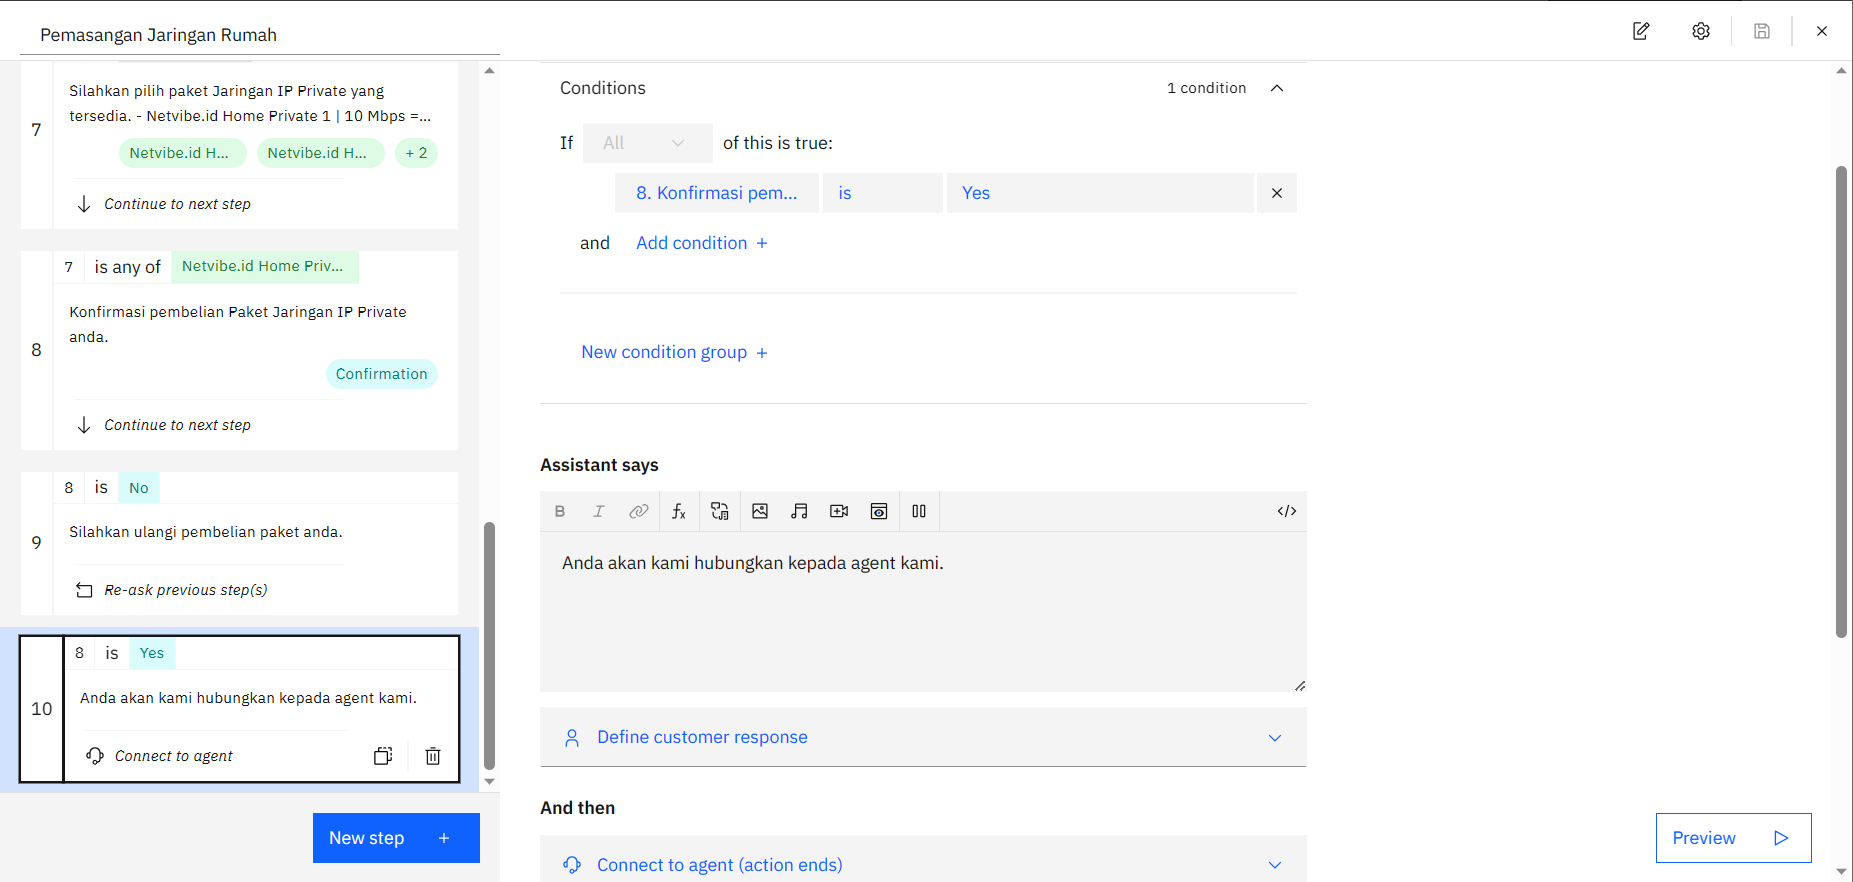 Pemasangan Jaringan Rumah
7
Silahkan pilih paket Jaringan IP Private yang
tersedia. - Netvibe.id Home Private 1 | 10 Mbps =...
Netvibe.id H... Netvibe.id H... + 2
Continue to next step
7 is any of Netvibe.id Home Priv...
8
Konfirmasi pembelian Paket Jaringan IP Private
anda.
Confirmation
Continue to next step
8 is No
9
Silahkan ulangi pembelian paket anda.
Re-ask previous step(s)
8 is Yes
10
Anda akan kami hubungkan kepada agent kami.
Connect to agent
New step +
Conditions 1 condition
If All of this is true:
8. Konfirmasi pem... is Yes
and Add condition +
New condition group +
Assistant says
B I fx </>
Anda akan kami hubungkan kepada agent kami.
Define customer response
And then
Connect to agent (action ends)
Preview